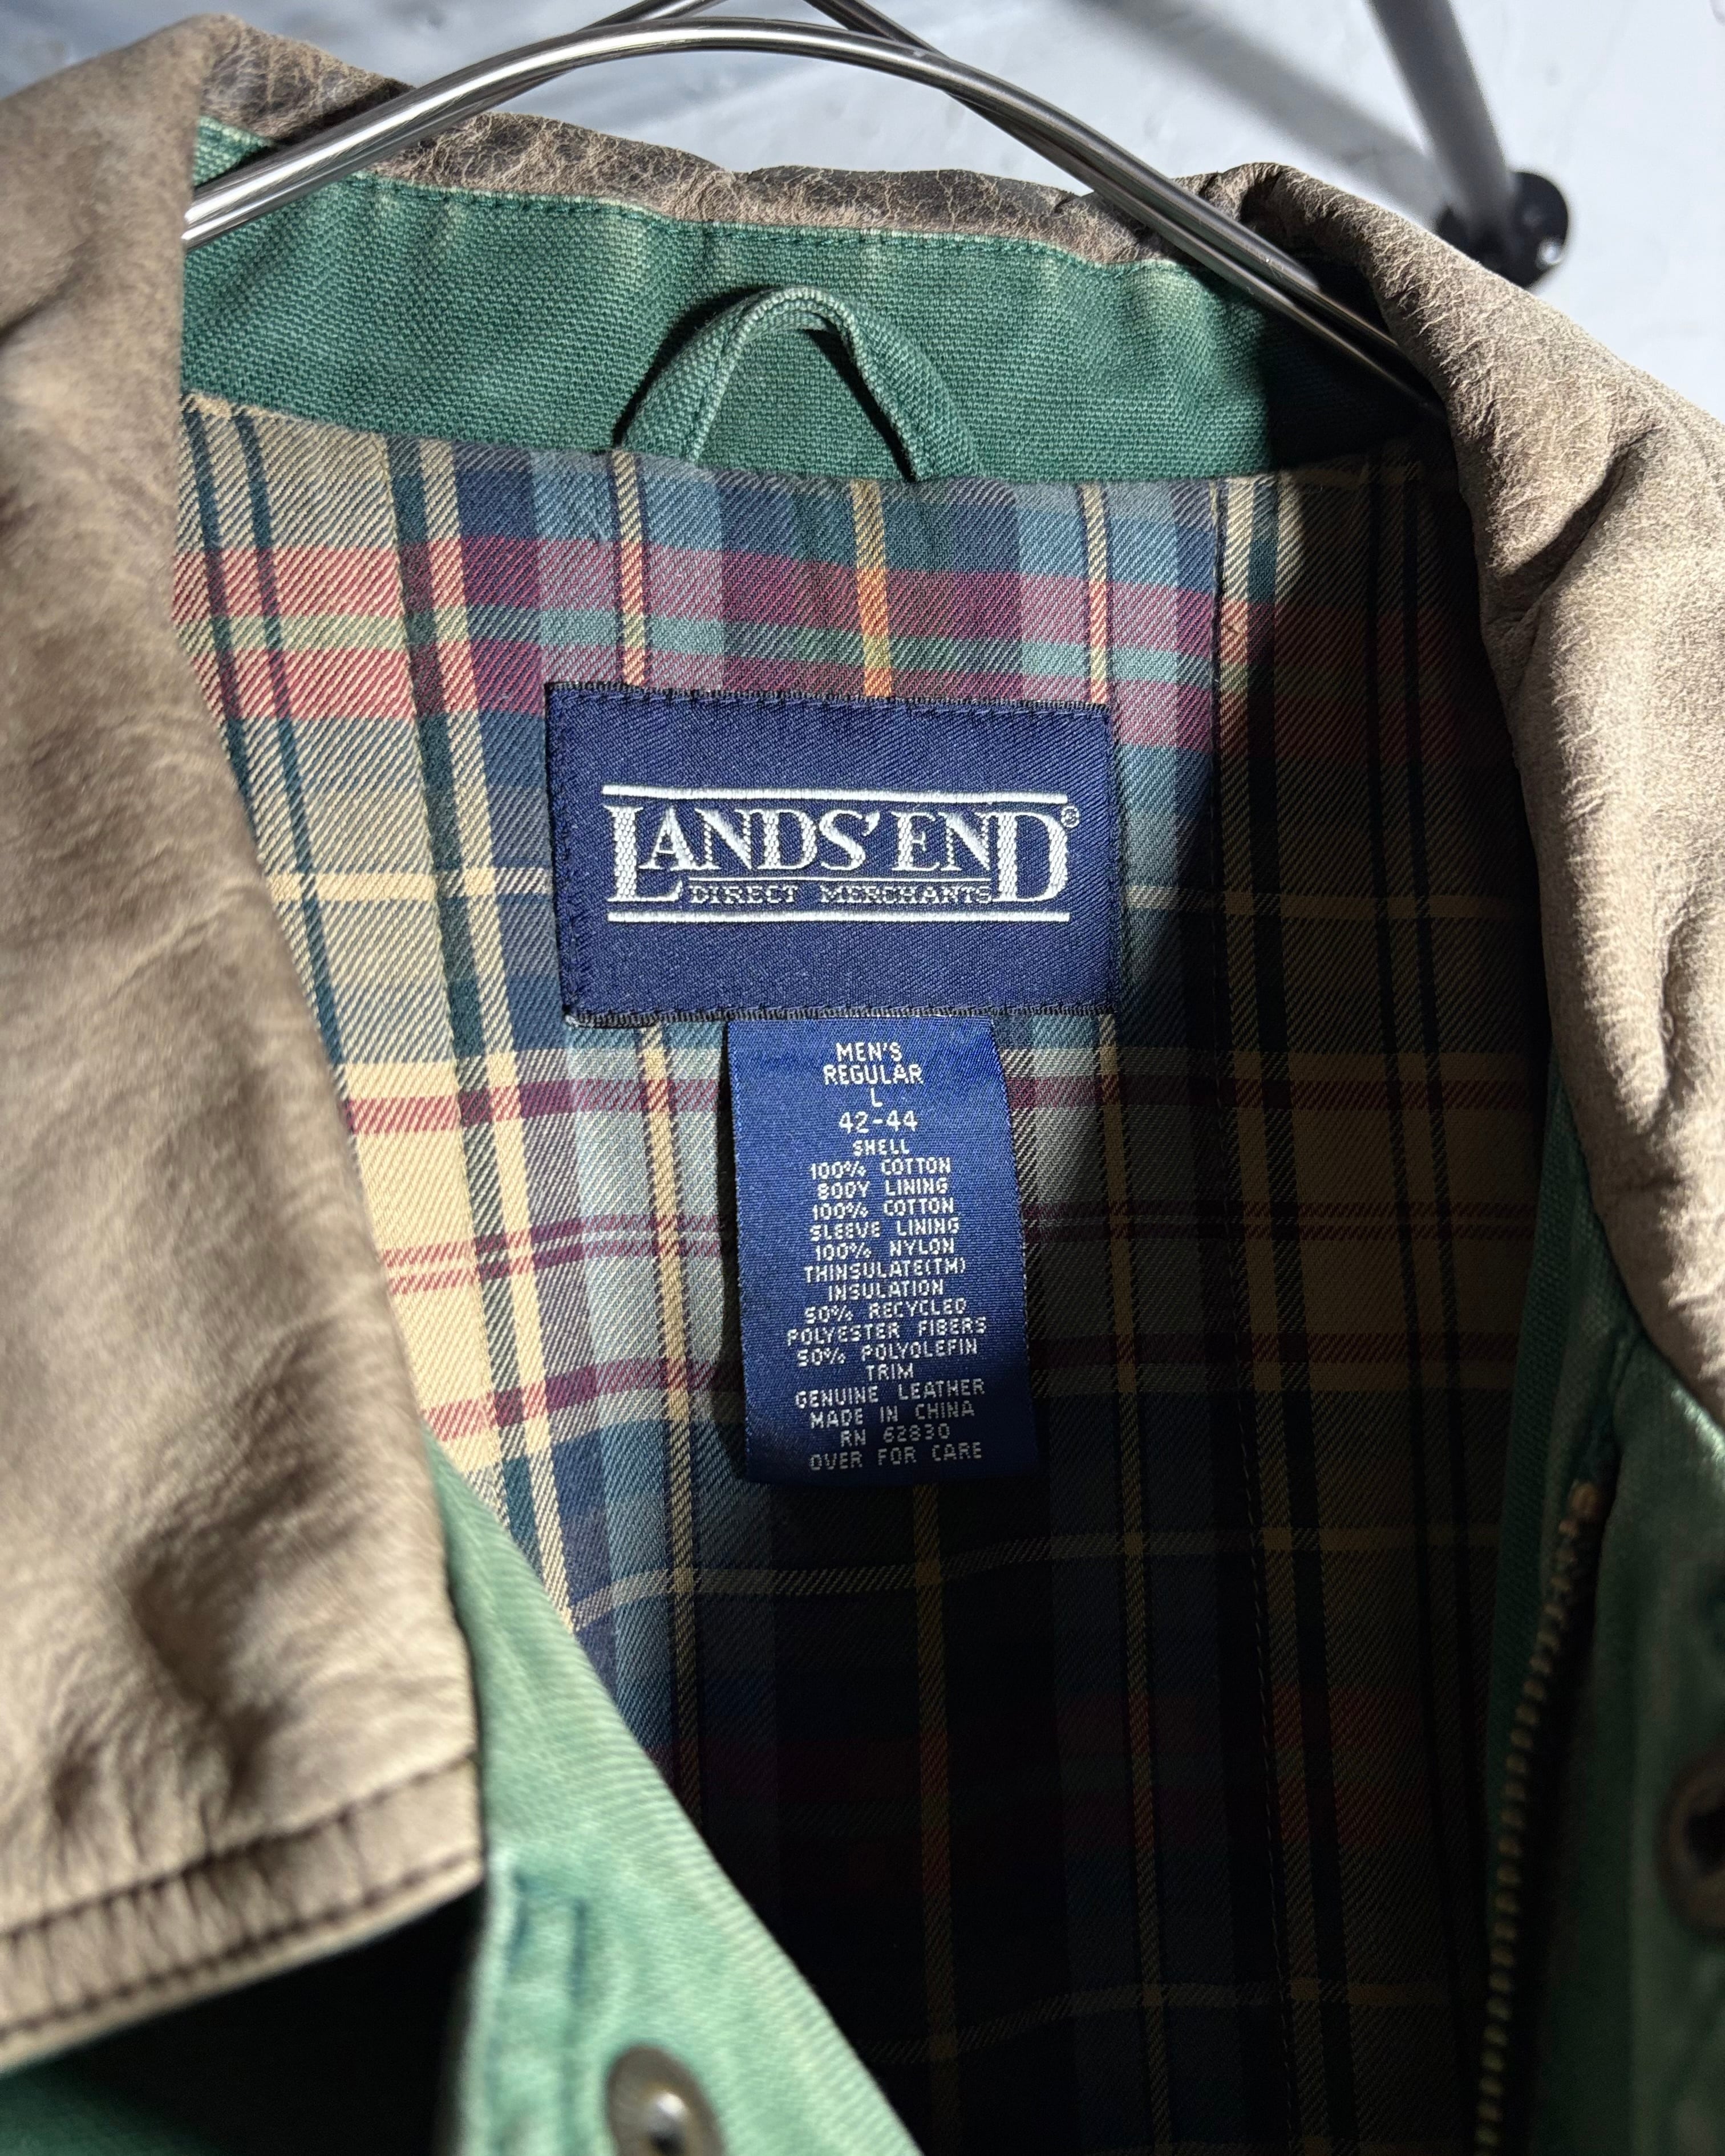 LANDS' END®
DIRECT MERCHANTS
MEN'S
REGULAR
L
42-44
SHELL
100% COTTON
BODY LINING
100% COTTON
SLEEVE LINING
100% NYLON
THINSULATE(TM)
INSULATION
50% RECYCLED
POLYESTER FIBERS
50% POLYOLEFIN
TRIM
GENUINE LEATHER
MADE IN CHINA
RN 62830
OVER FOR CARE